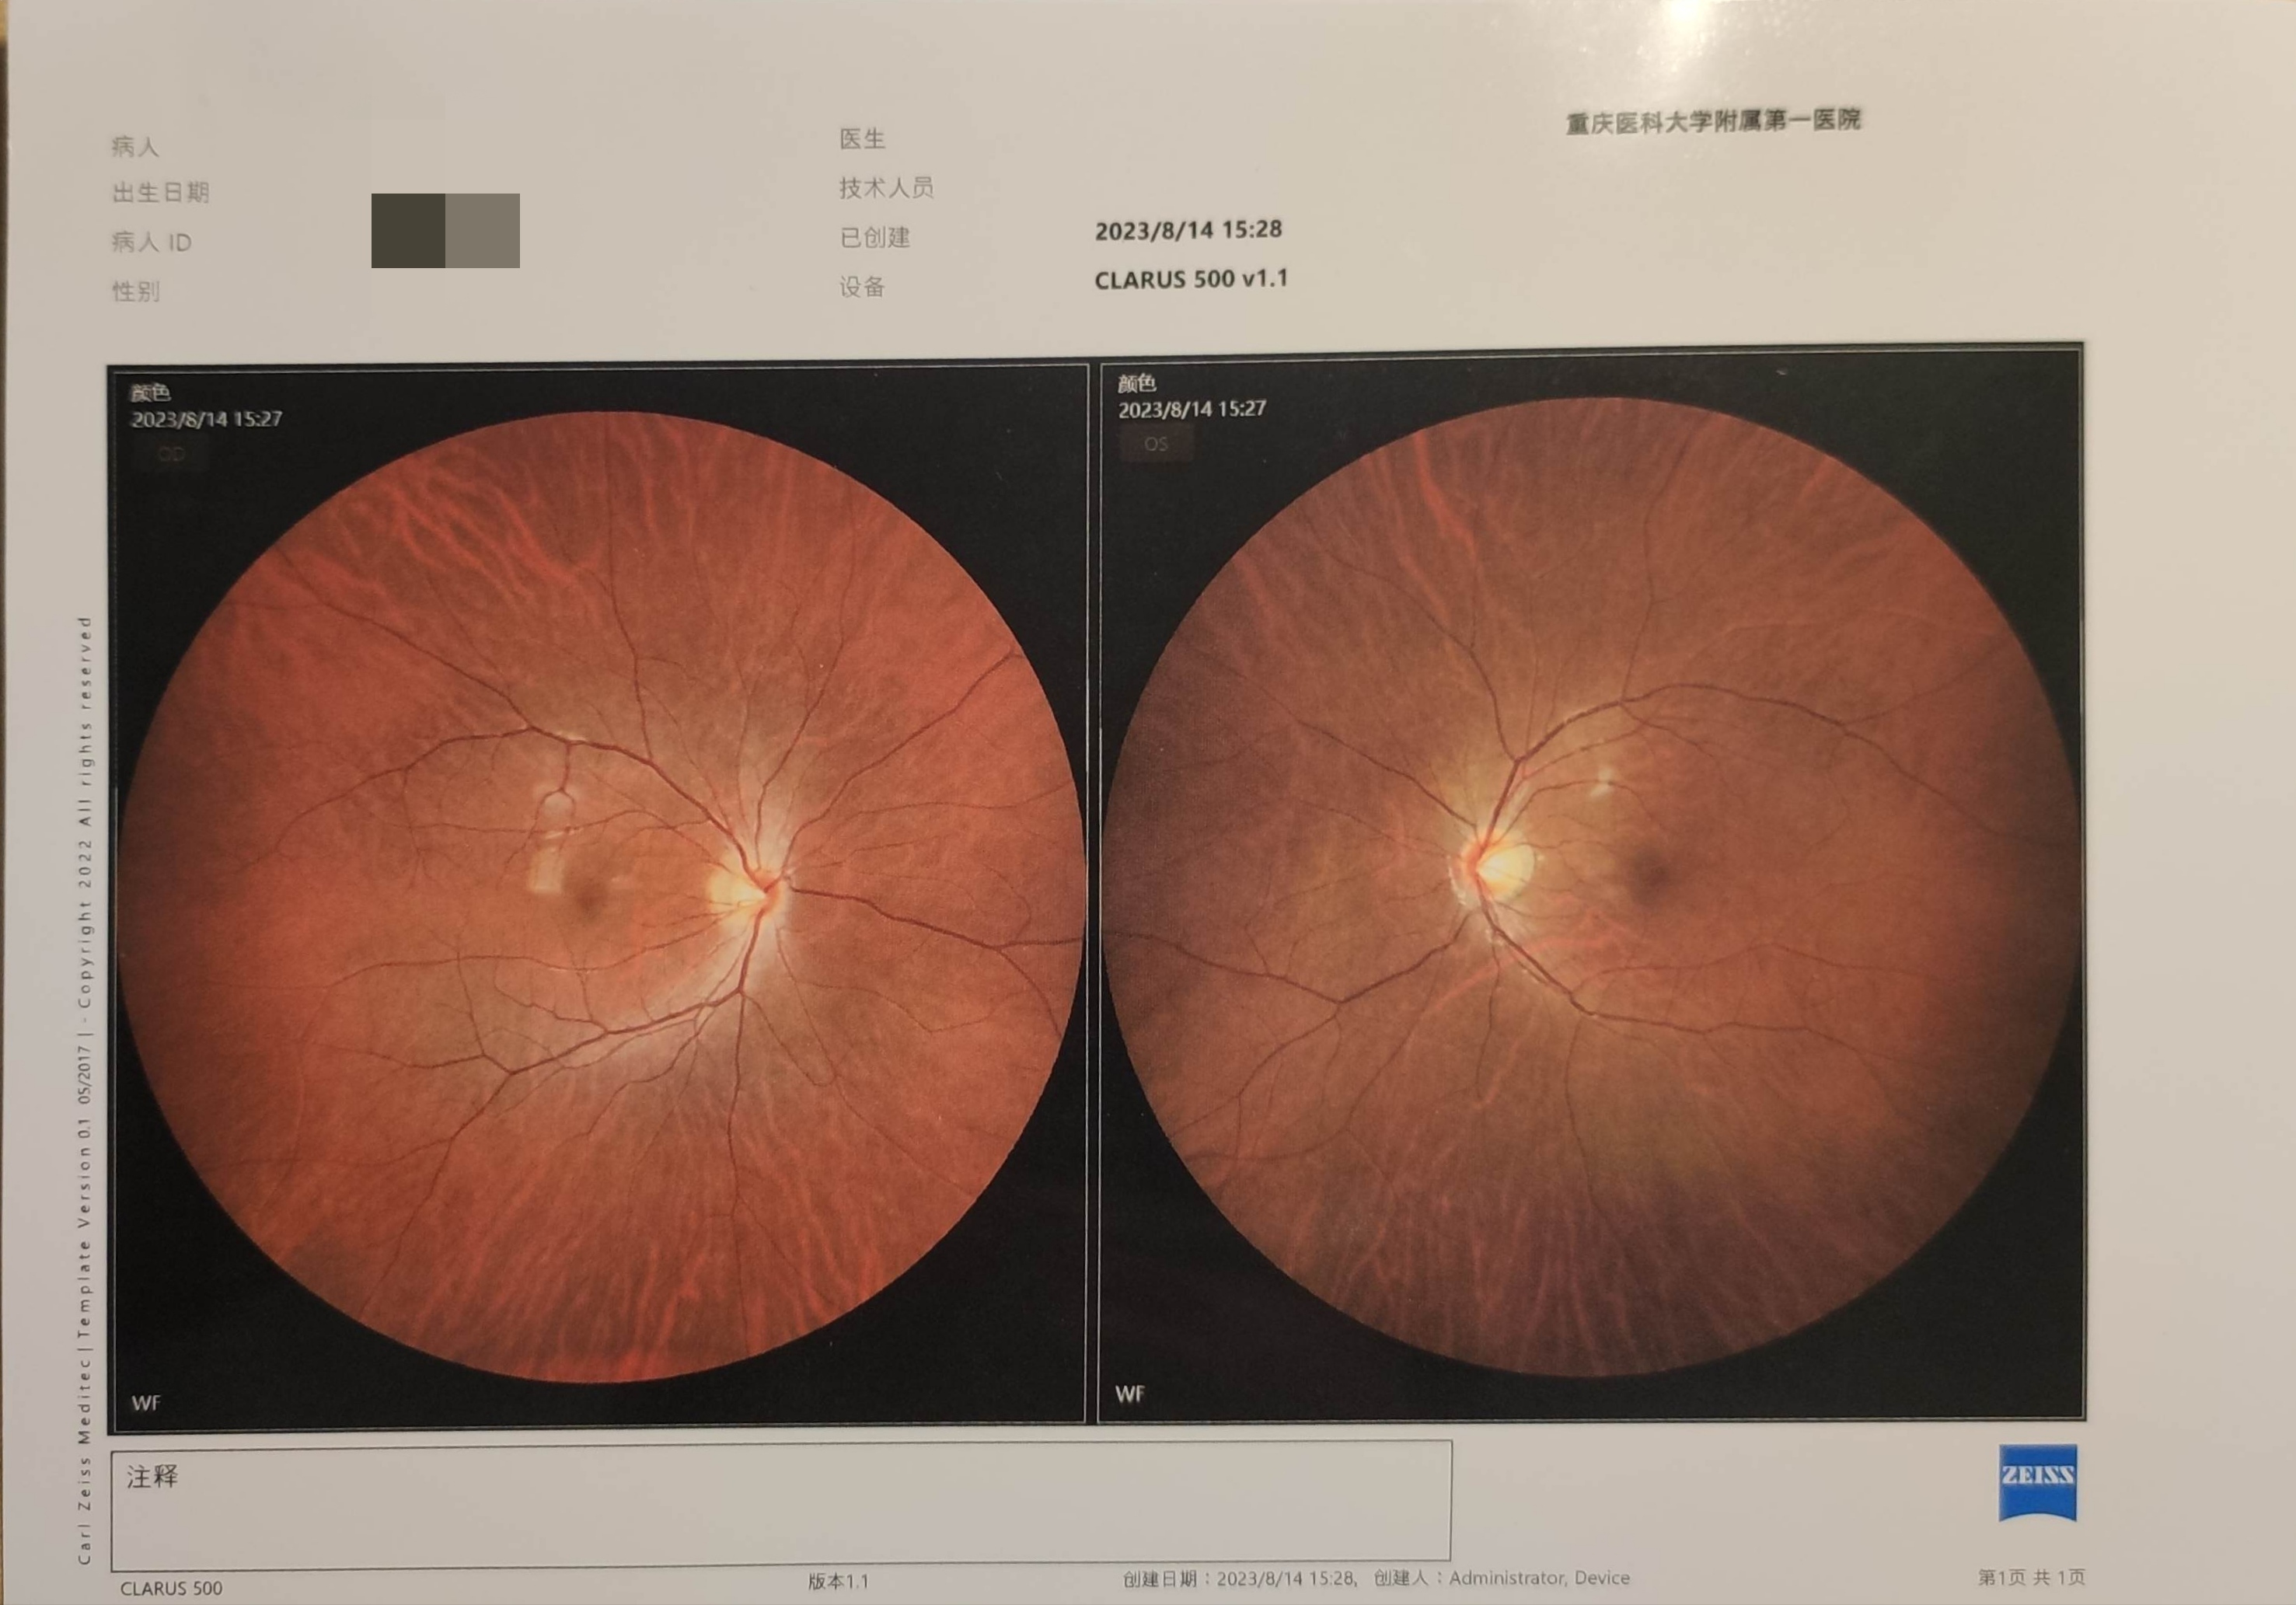 重庆医科大学附属第一医院
病人
出生日期
病人 ID
性别
医生
技术人员
已创建 2023/8/14 15:28
设备 CLARUS 500 v1.1
颜色
2023/8/14 15:27
OD
WF
颜色
2023/8/14 15:27
OS
WF
Carl Zeiss Meditec | Template Version 0.1 05/2017 | - Copyright 2022 All rights reserved
注释
ZEISS
CLARUS 500
版本1.1
创建日期：2023/8/14 15:28, 创建人：Administrator, Device
第1页 共 1页